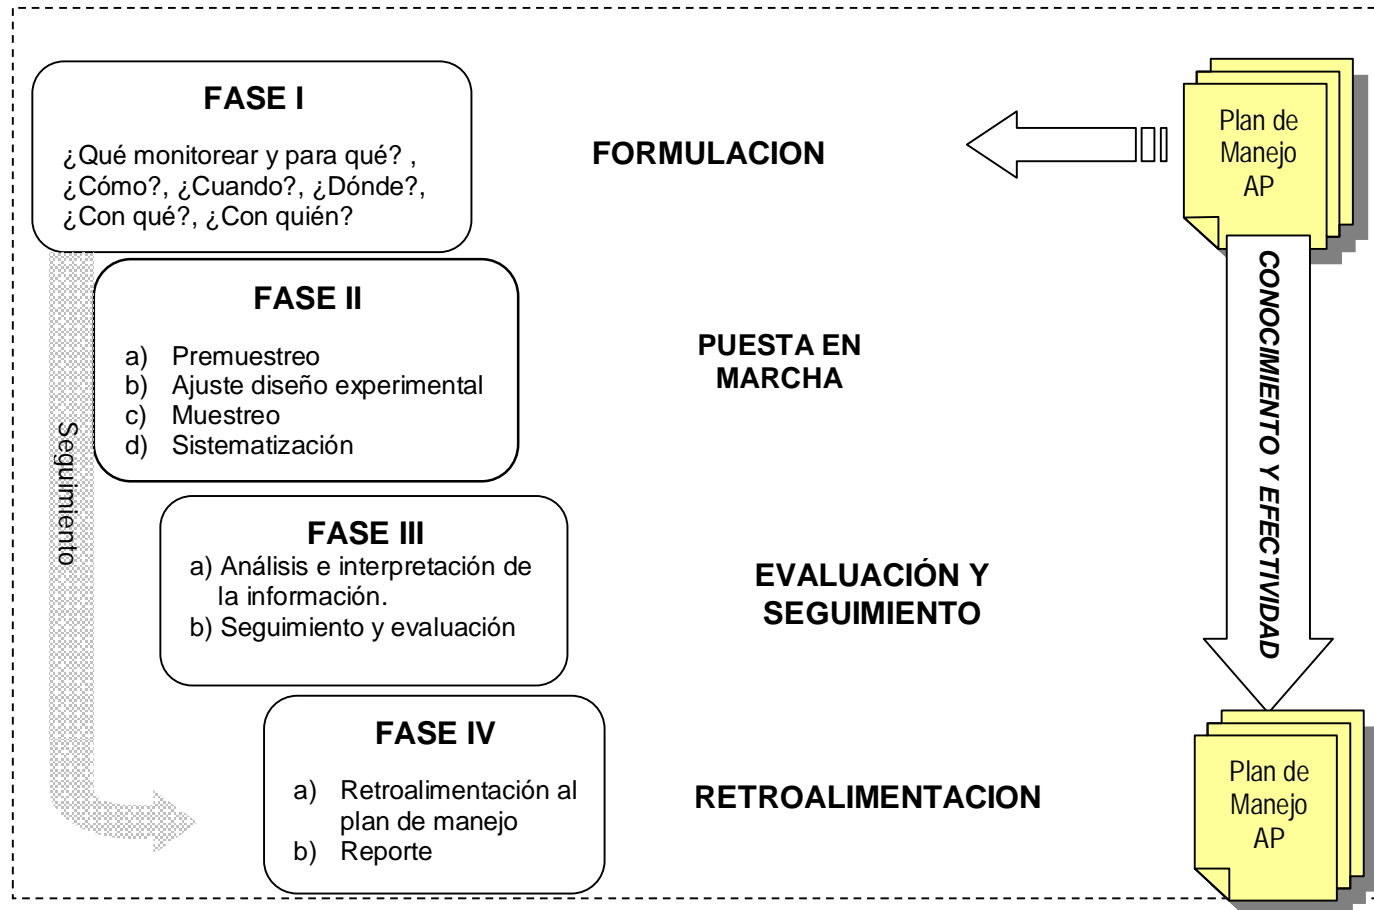 FASE I
¿Qué monitorear y para qué? ,
¿Cómo?, ¿Cuando?, ¿Dónde?,
¿Con qué?, ¿Con quién?
FORMULACION
Plan de
Manejo
AP
FASE II
a) Premuestreo
b) Ajuste diseño experimental
c) Muestreo
d) Sistematización
PUESTA EN
MARCHA
CONOCIMIENTO Y EFECTIVIDAD
Seguimiento
FASE III
a) Análisis e interpretación de
la información.
b) Seguimiento y evaluación
EVALUACIÓN Y
SEGUIMIENTO
FASE IV
a) Retroalimentación al
plan de manejo
b) Reporte
RETROALIMENTACION
Plan de
Manejo
AP